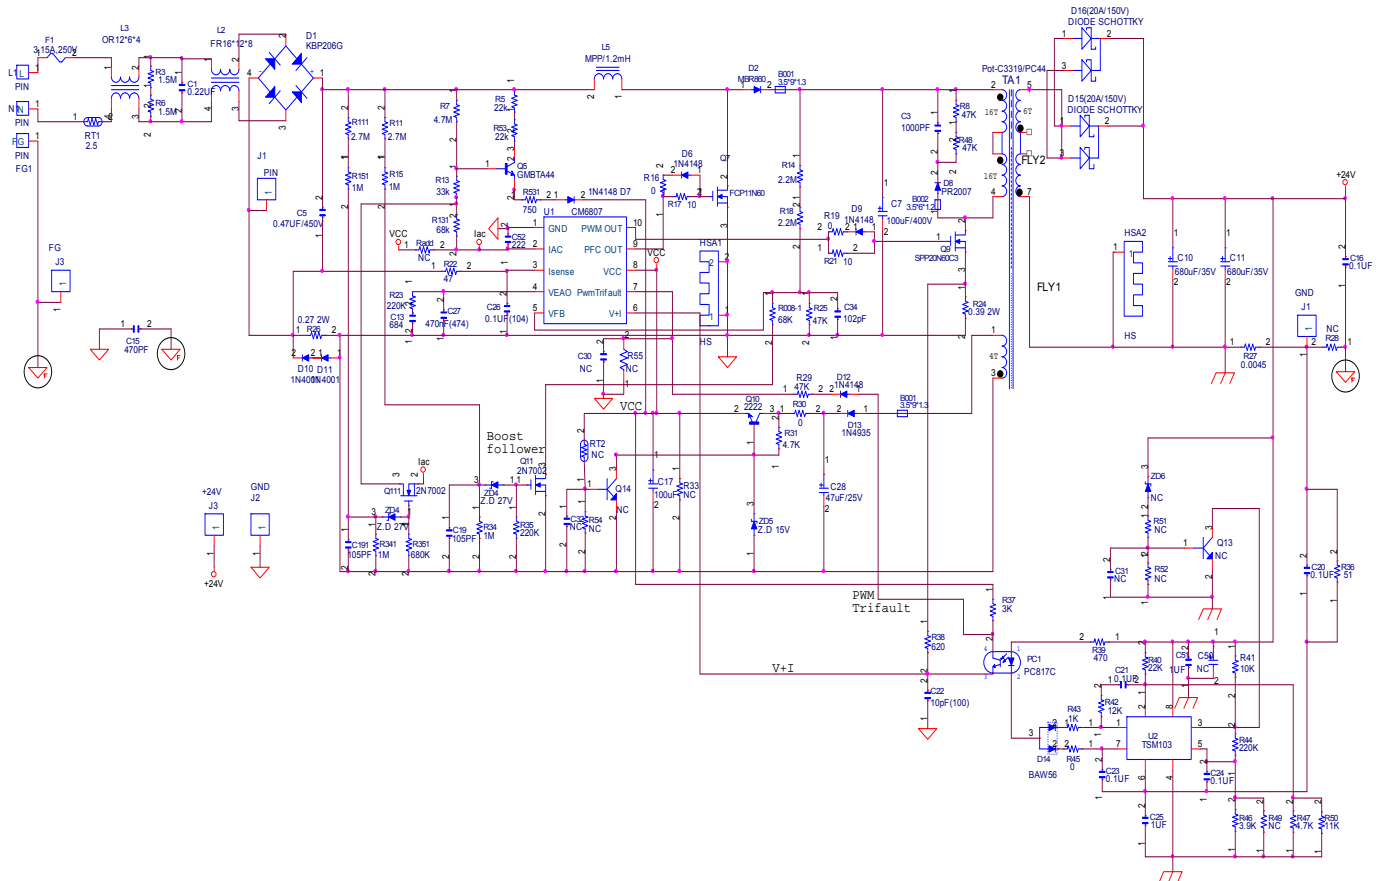 F1
3.15A,250V
L3
OR12*6*4
L2
FR16*12*8
D1
KBP206G
L1
L
PIN
N
PIN
FG
PIN
FG1
RT1
2.5
R3
1.5M
R6
1.5M
C1
0.22UF
J1
PIN
FG
J3
C5
0.47UF/450V
C15
470PF
R111
2.7M
R11
2.7M
R151
1M
R15
1M
R7
4.7M
R5
22k
R53
22k
Q5
GMBTA44
R13
33k
R131
68k
R531
750
1N4148 D7
VCC
Radd
NC
Iac
C52
222
R22
47
R23
220K
C13
684
C27
470nF(474)
C26
0.1UF(104)
0.27 2W
R26
D10
1N4001
D11
1N4001
U1
CM6807
GND
IAC
Isense
VEAO
VFB
PWM OUT
PFC OUT
VCC
PwmTrifault
V+I
L5
MPP/1.2mH
D2
MBR860
B001
3.5*9*1.3
D6
1N4148
R16
0
R17
10
Q7
FCP11N60
VCC
HSA1
HS
R14
2.2M
R18
2.2M
R19
0
D9
1N4148
R21
10
C7
100uF/400V
R008-1
68K
R25
47K
C34
102pF
C3
1000PF
R8
47K
R48
47K
D8
PR2007
B002
3.5*6*1.2
Q9
SPP20N60C3
R24
0.39 2W
Pot-C3319/PC44
TA1
16T
6T
16T
4T
FLY2
FLY1
D16(20A/150V)
DIODE SCHOTTKY
D15(20A/150V)
DIODE SCHOTTKY
+24V
HSA2
HS
C10
680uF/35V
C11
680uF/35V
C16
0.1UF
GND
J1
NC
R28
R27
0.0045
C30
NC
R55
NC
VCC
R29
47K
D12
1N4148
Q10
2222
R30
0
D13
1N4935
B001
3.5*9*1.3
R31
4.7K
Boost
follower
RT2
NC
Iac
Q111
2N7002
Q11
2N7002
ZD4
Z.D 27V
ZD4
Z.D 27V
C191
105PF
R341
1M
R351
680K
C19
105PF
R34
1M
R35
220K
C32
NC
R54
NC
Q14
NC
C17
100uF
R33
NC
ZD5
Z.D 15V
C28
47uF/25V
+24V
J3
GND
J2
+24V
ZD6
NC
R51
NC
R52
NC
C31
NC
Q13
NC
C20
0.1UF
R36
51
PWM
Trifault
V+I
R37
3K
R38
620
C22
10pF(100)
PC1
PC817C
R39
470
R40
22K
C51
1UF
C50
NC
R41
10K
C21
0.1UF
R42
12K
R43
1K
R45
0
D14
BAW56
U2
TSM103
R44
220K
C23
0.1UF
C24
0.1UF
C25
1UF
R46
3.9K
R49
NC
R47
4.7K
R50
11K